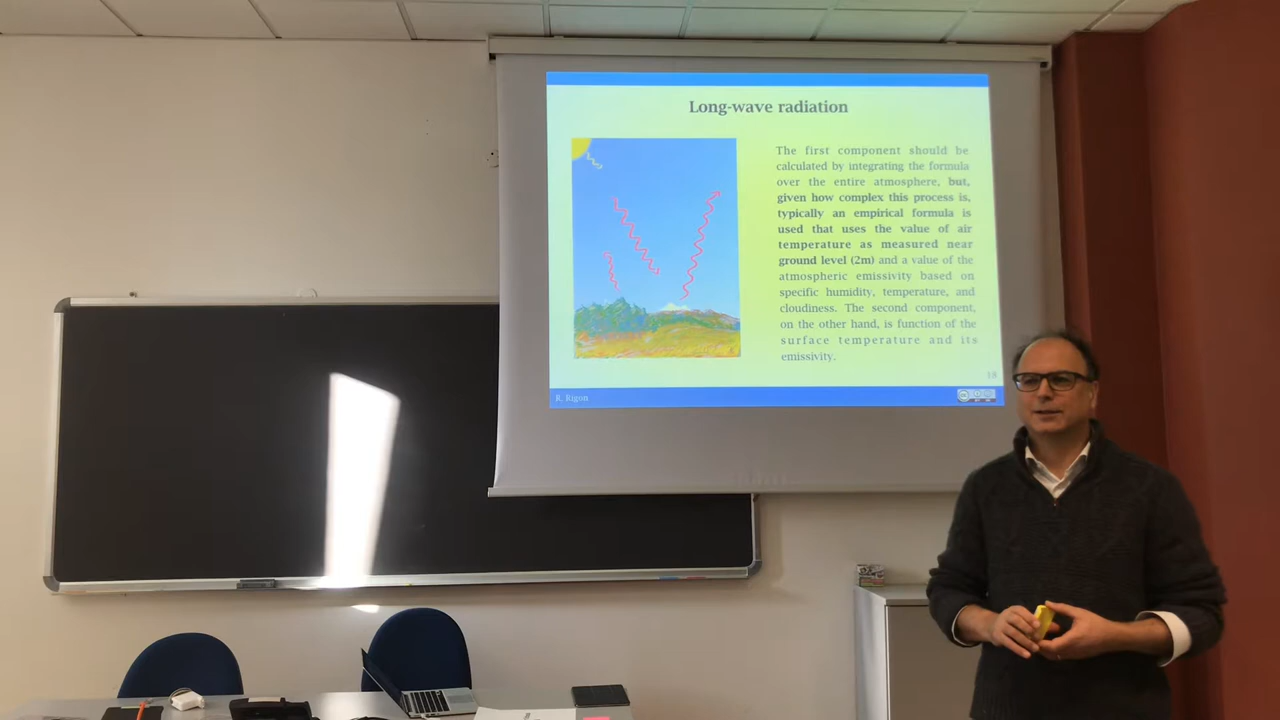 Long-wave radiation
The first component should be
calculated by integrating the formula
over the entire atmosphere, but,
given how complex this process is,
typically an empirical formula is
used that uses the value of air
temperature as measured near
ground level (2m) and a value of the
atmospheric emissivity based on
specific humidity, temperature, and
cloudiness. The second component,
on the other hand, is function of the
surface temperature and its
emissivity.
18
R. Rigon